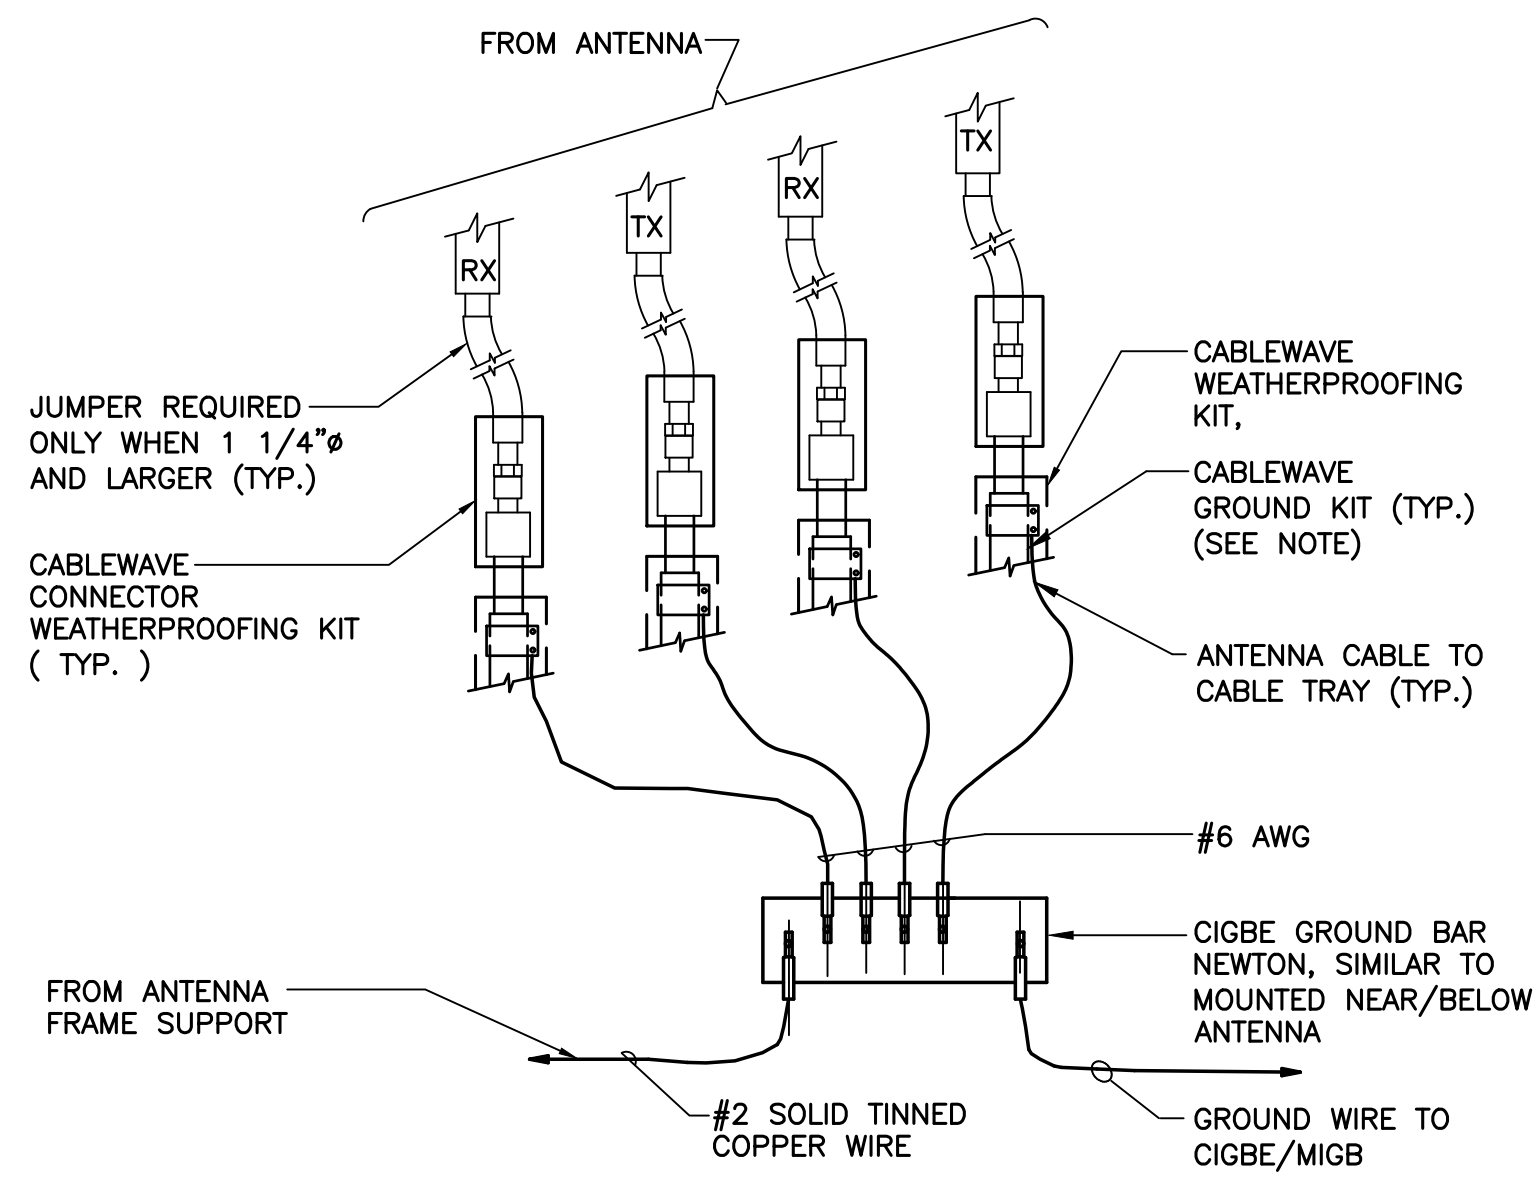 FROM ANTENNA
TX
RX
TX
RX
JUMPER REQUIRED
ONLY WHEN 1 1/4"ø
AND LARGER (TYP.)
CABLEWAVE
CONNECTOR
WEATHERPROOFING KIT
( TYP. )
CABLEWAVE
WEATHERPROOFING
KIT,
CABLEWAVE
GROUND KIT (TYP.)
(SEE NOTE)
ANTENNA CABLE TO
CABLE TRAY (TYP.)
#6 AWG
CIGBE GROUND BAR
NEWTON, SIMILAR TO
MOUNTED NEAR/BELOW
ANTENNA
FROM ANTENNA
FRAME SUPPORT
#2 SOLID TINNED
COPPER WIRE
GROUND WIRE TO
CIGBE/MIGB